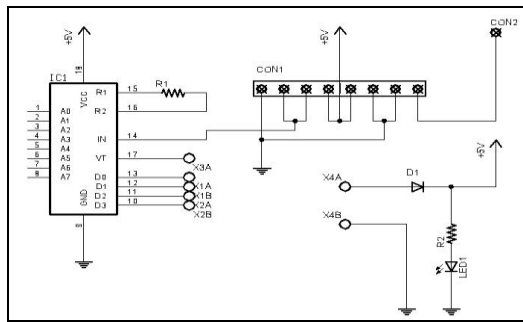 CON2
+5V
+5V
+5V
IC1
18
VCC
R1
15
R1
R2
16
CON1
IN
14
VT
17
X3A
D0
13
D1
12
X1A
D2
11
X1B
D3
10
X2A
X2B
1
A0
2
A1
3
A2
4
A3
5
A4
6
A5
7
A6
8
A7
GND
9
X4A
D1
X4B
R2
LED1